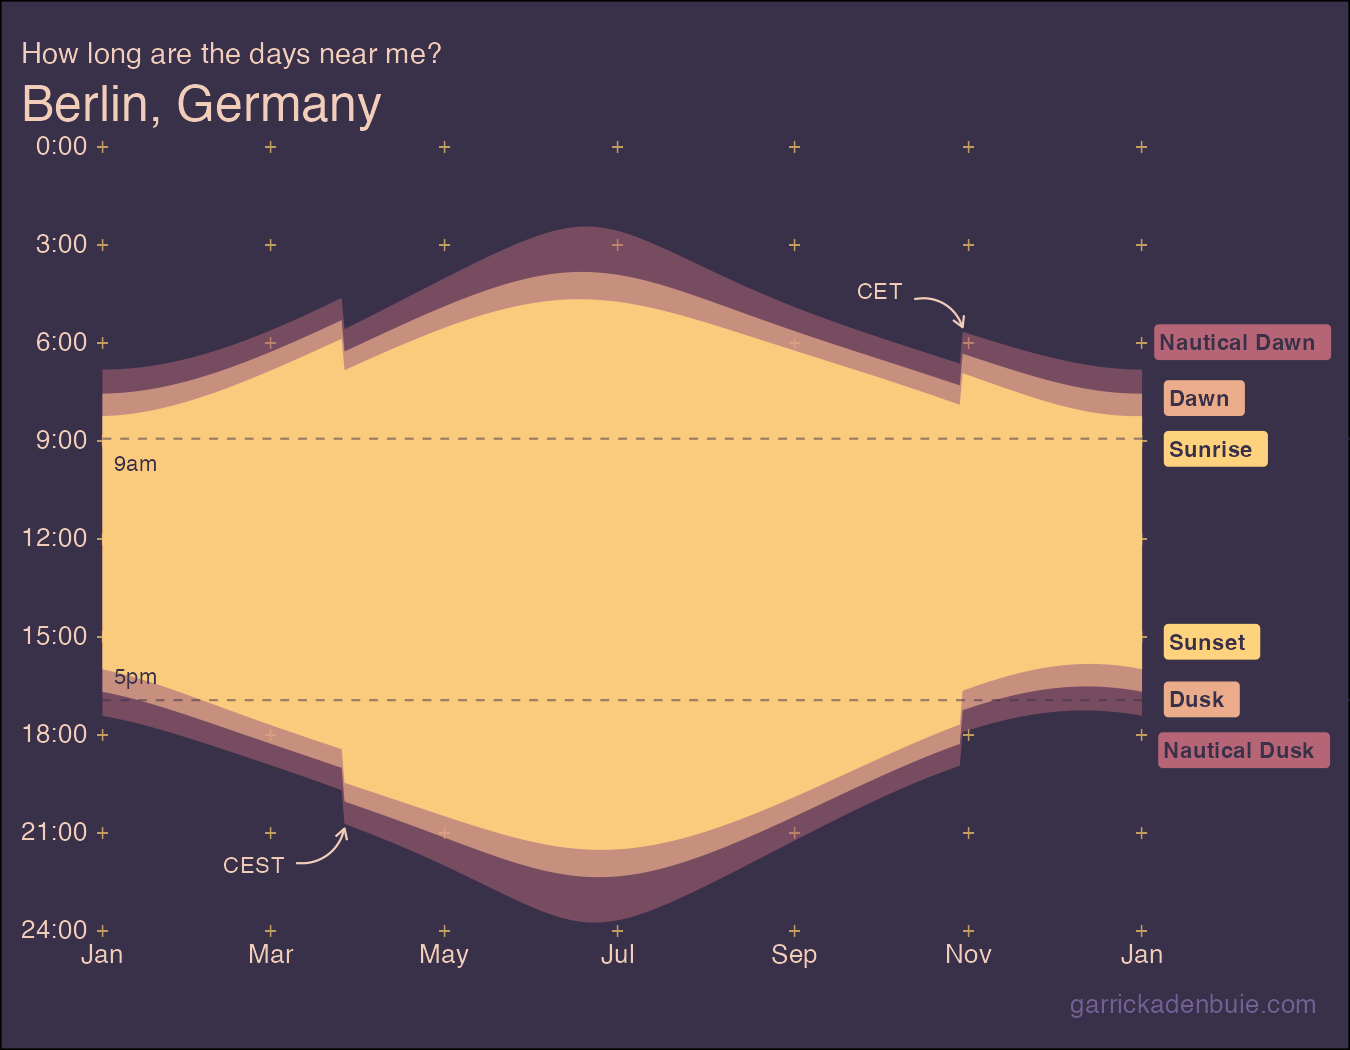 How long are the days near me?
Berlin, Germany
0:00
3:00
CET
6:00
Nautical Dawn
Dawn
9:00
Sunrise
9am
12:00
15:00
Sunset
5pm
Dusk
18:00
Nautical Dusk
21:00
CEST
24:00
Jan Mar May Jul Sep Nov Jan
garrickadenbuie.com